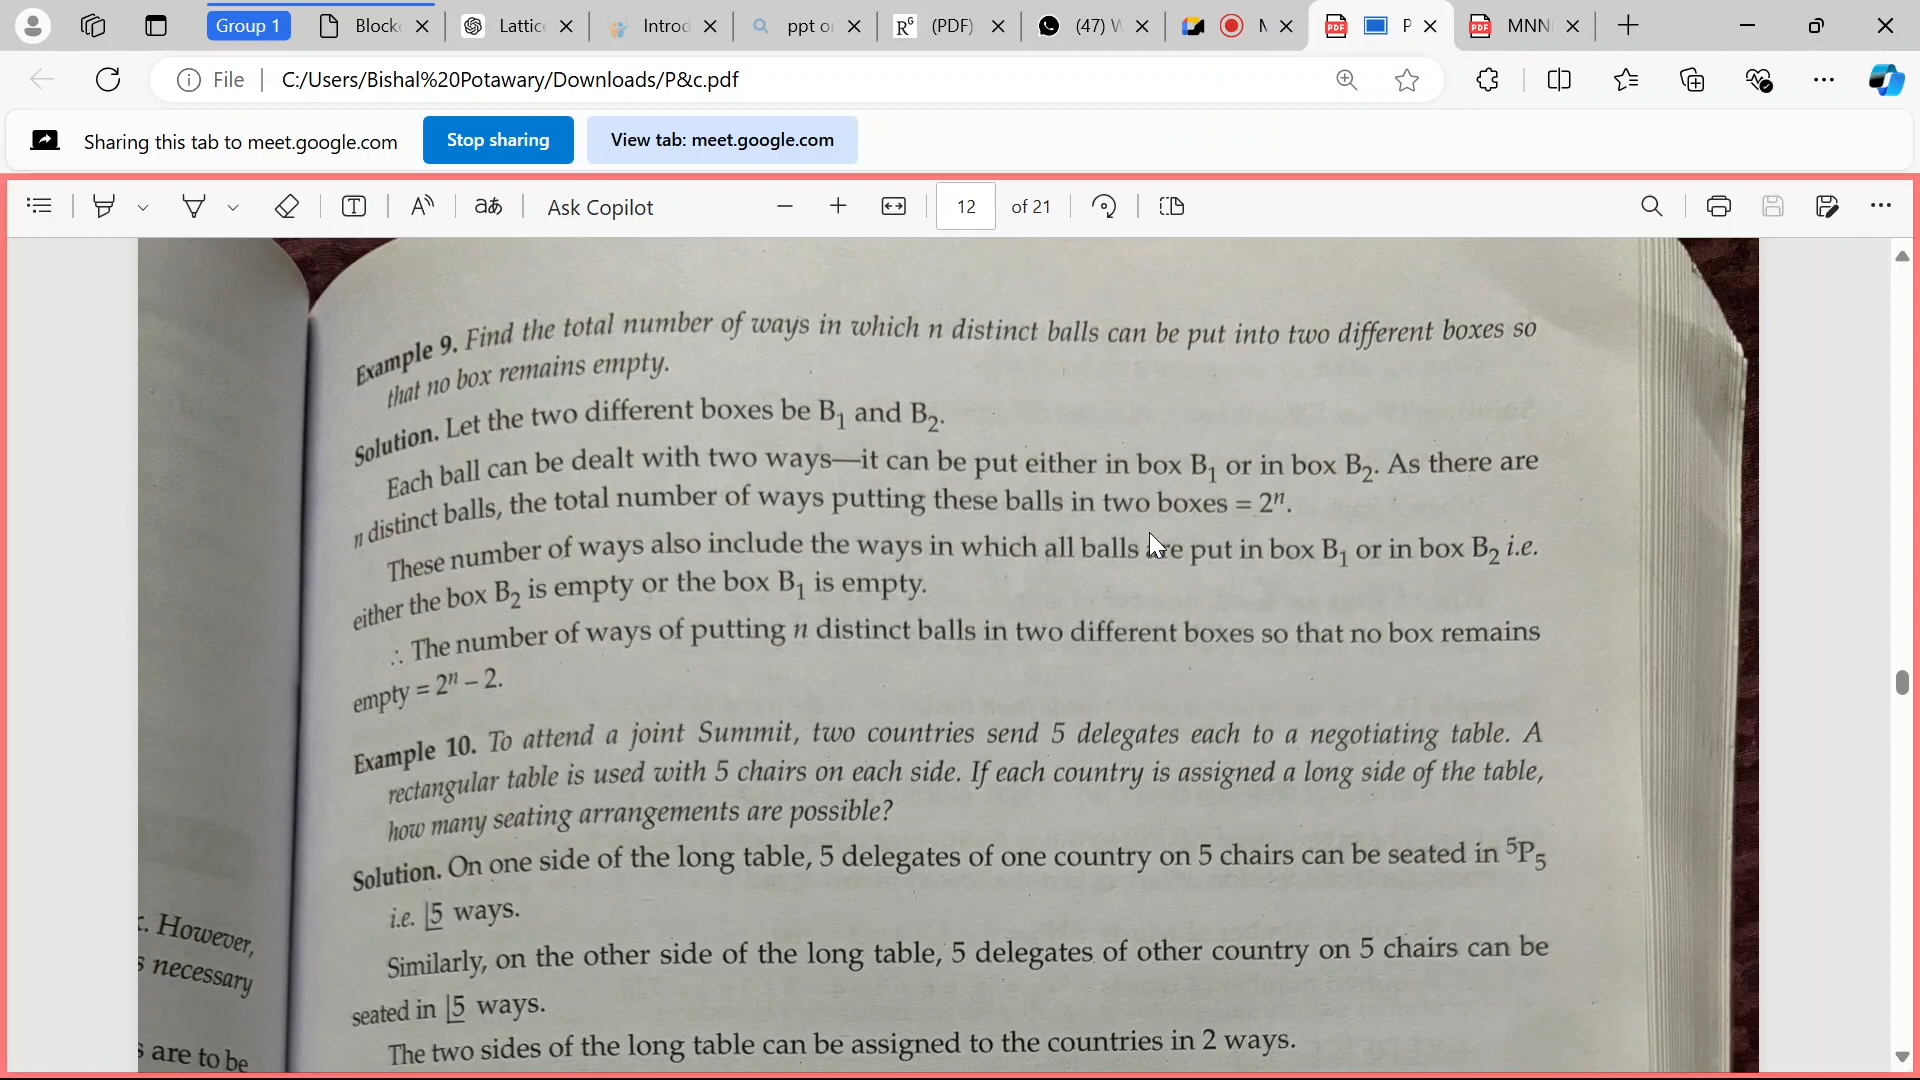 Group 1
Block
Lattice
Introd
ppt or
(PDF)
(47) W
M
P
MNN
File
C:/Users/Bishal%20Potawary/Downloads/P&c.pdf
Sharing this tab to meet.google.com
Stop sharing
View tab: meet.google.com
Ask Copilot
12 of 21
Example 9. Find the total number of ways in which n distinct balls can be put into two different boxes so
that no box remains empty.
Solution. Let the two different boxes be B₁ and B₂.
Each ball can be dealt with two ways—it can be put either in box B₁ or in box B₂. As there are
n distinct balls, the total number of ways putting these balls in two boxes = 2ⁿ.
These number of ways also include the ways in which all balls are put in box B₁ or in box B₂ i.e.
either the box B₂ is empty or the box B₁ is empty.
∴ The number of ways of putting n distinct balls in two different boxes so that no box remains
empty = 2ⁿ – 2.
Example 10. To attend a joint Summit, two countries send 5 delegates each to a negotiating table. A
rectangular table is used with 5 chairs on each side. If each country is assigned a long side of the table,
how many seating arrangements are possible?
Solution. On one side of the long table, 5 delegates of one country on 5 chairs can be seated in ⁵P₅
i.e. |5 ways.
Similarly, on the other side of the long table, 5 delegates of other country on 5 chairs can be
seated in |5 ways.
The two sides of the long table can be assigned to the countries in 2 ways.
However,
necessary
are to be